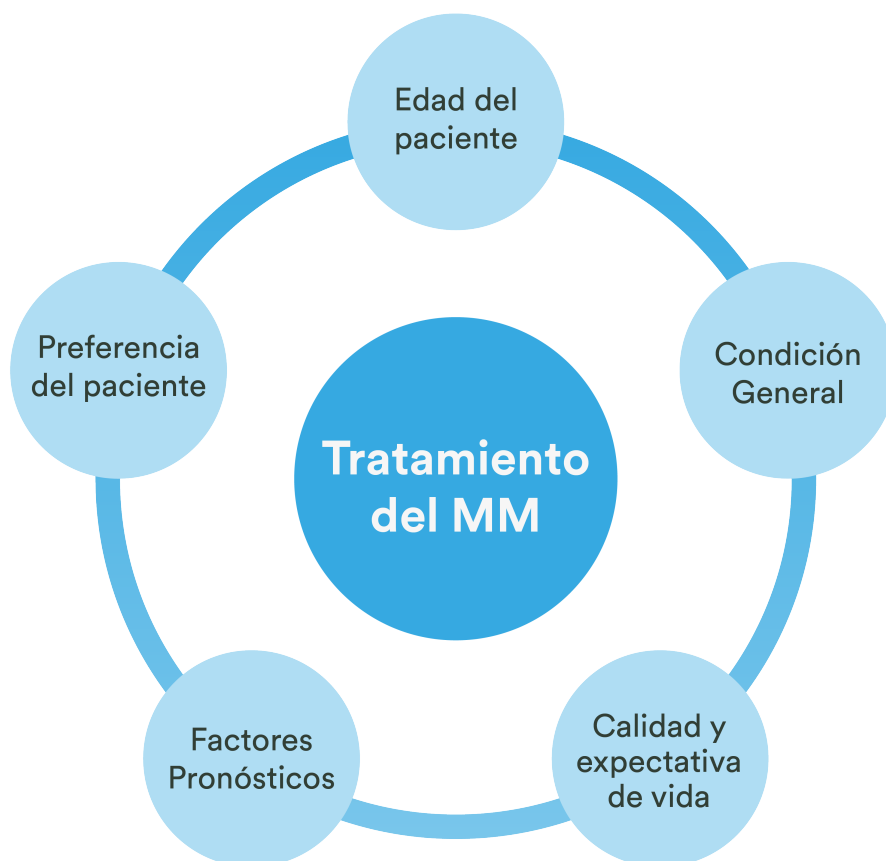 Edad del
paciente
Preferencia
del paciente
Condición
General
Tratamiento
del MM
Factores
Pronósticos
Calidad y
expectativa
de vida